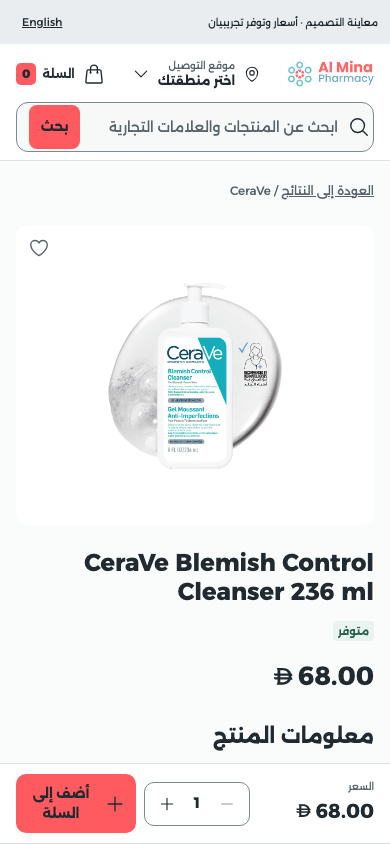 معاينة التصميم · أسعار وتوفر تجريبيان
English
Al Mina
Pharmacy
موقع التوصيل
اختر منطقتك
السلة
0
ابحث عن المنتجات والعلامات التجارية
بحث
العودة إلى النتائج / CeraVe
CeraVe
Blemish Control
Cleanser
Gel Moussant
Anti-Imperfections
CeraVe Blemish Control
Cleanser 236 ml
متوفر
68.00
معلومات المنتج
السعر
68.00
1
أضف إلى
السلة